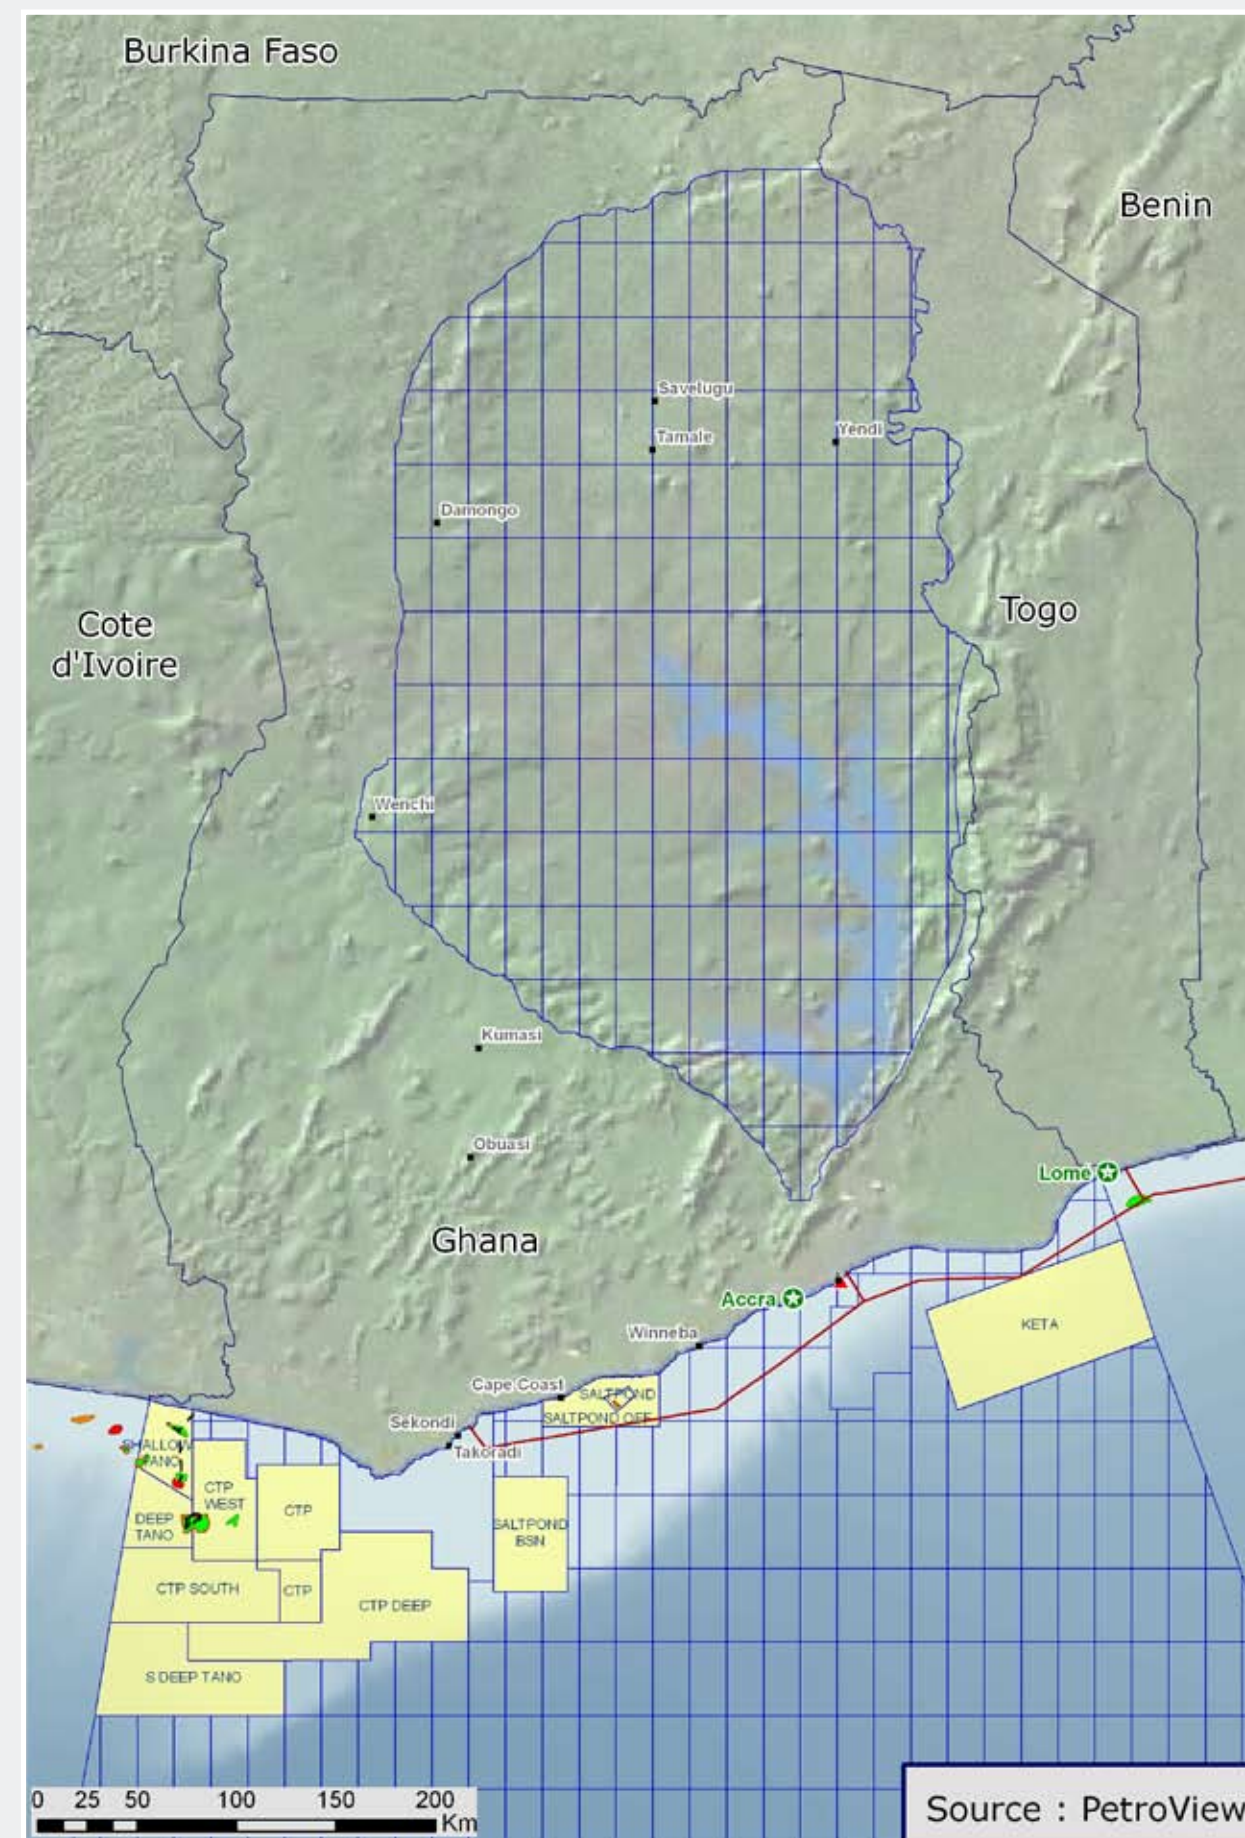 Burkina Faso
Benin
Savelugu
Tamale
Yendi
Damongo
Cote
d'Ivoire
Togo
Wenchi
Kumasi
Obuasi
Lomé
Ghana
Accra
Winneba
KETA
Cape Coast
SALTPOND
SALTPOND OFF
Sekondi
Takoradi
SHALLOW
TANO
CTP
WEST
CTP
DEEP
TANO
SALTPOND
BSN
CTP SOUTH
CTP
CTP DEEP
S DEEP TANO
0 25 50 100 150 200
Km
Source : PetroView